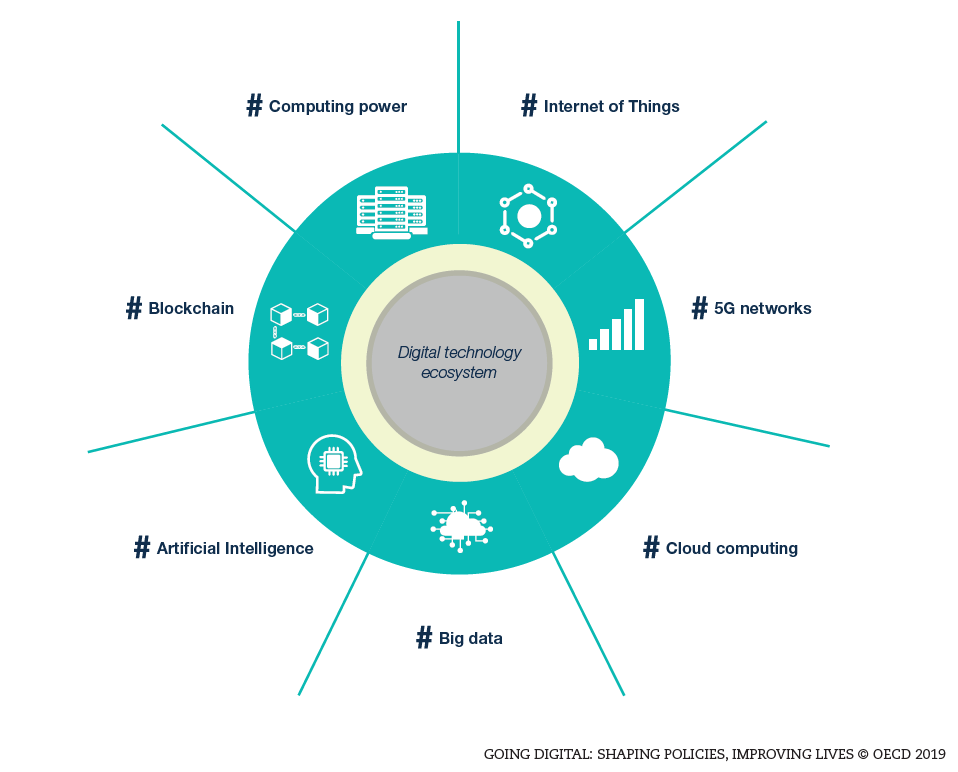 # Computing power
# Internet of Things
# Blockchain
# 5G networks
Digital technology
ecosystem
# Artificial Intelligence
# Cloud computing
# Big data
GOING DIGITAL: SHAPING POLICIES, IMPROVING LIVES © OECD 2019